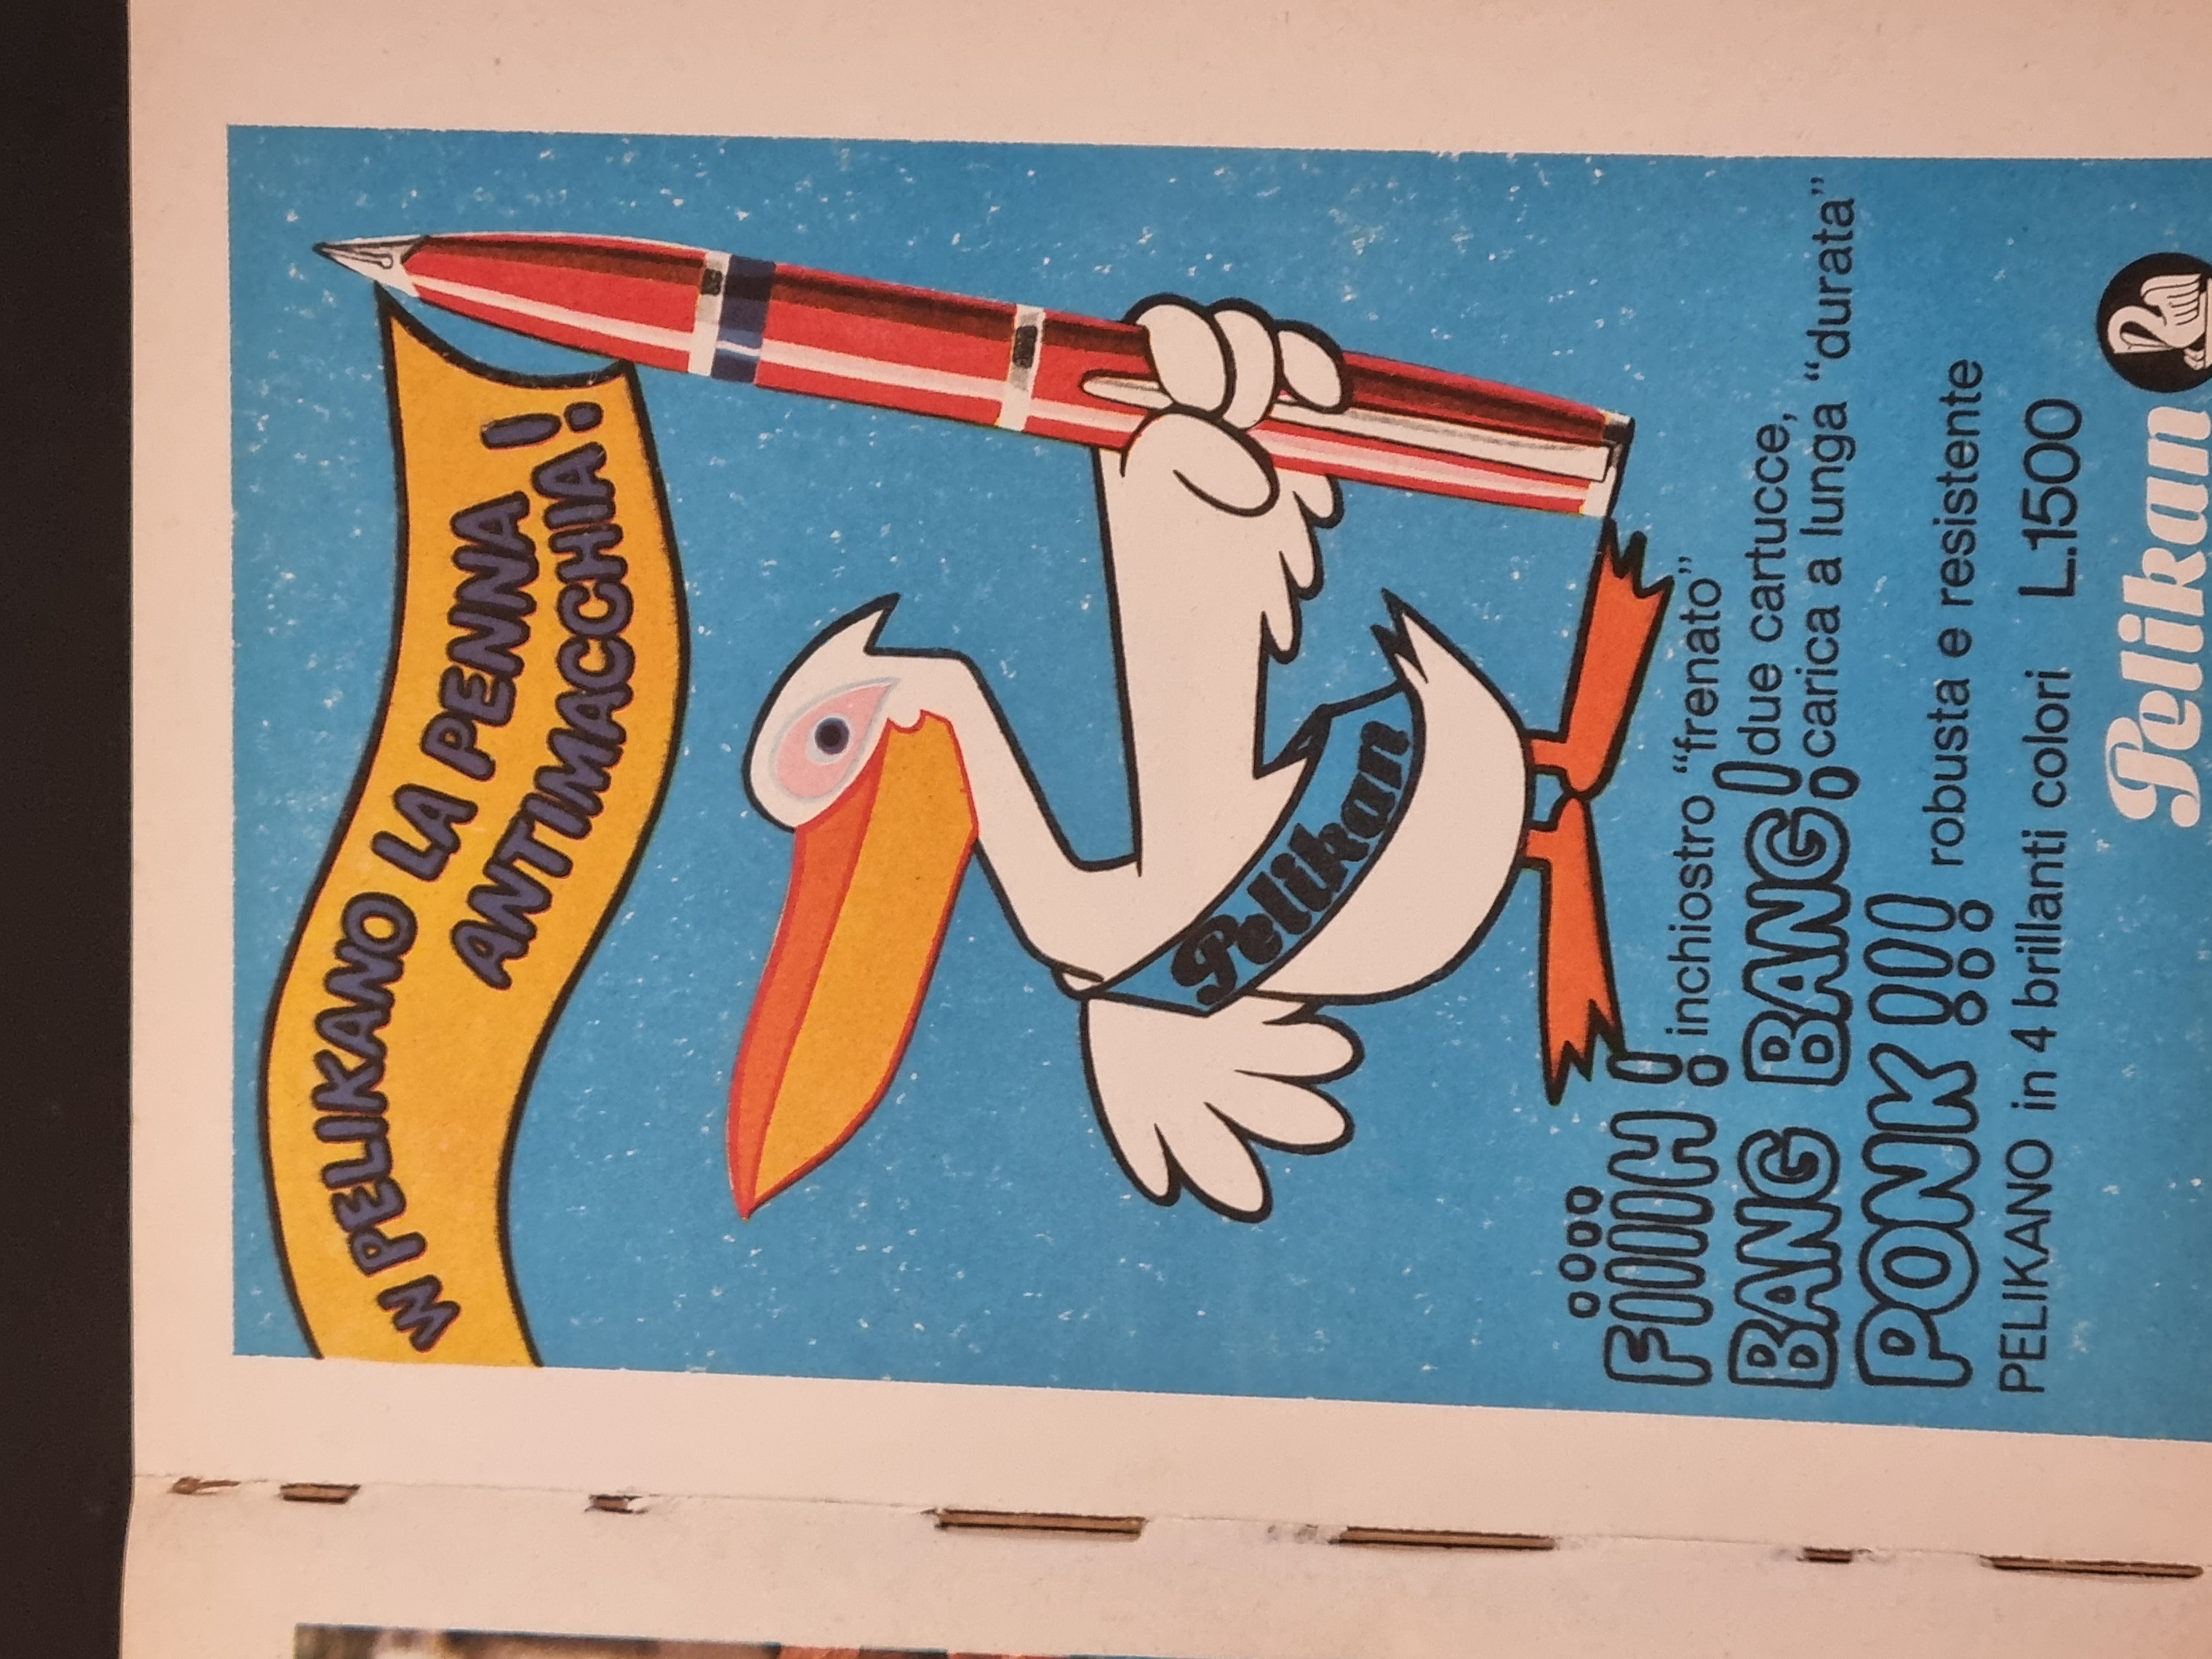 W PELIKANO LA PENNA
ANTIMACCHIA!
Pelikan
FiiiiH! inchiostro “frenato”
BANG BANG! due cartucce,
carica a lunga “durata”
PONK!!! robusta e resistente
PELIKANO in 4 brillanti colori L.1500
Pelikan